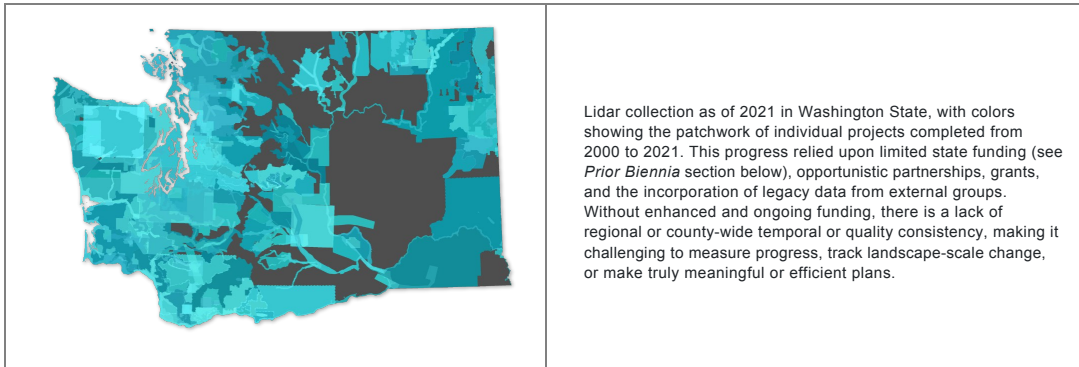 Lidar collection as of 2021 in Washington State, with colors
showing the patchwork of individual projects completed from
2000 to 2021. This progress relied upon limited state funding (see
Prior Biennia section below), opportunistic partnerships, grants,
and the incorporation of legacy data from external groups.
Without enhanced and ongoing funding, there is a lack of
regional or county-wide temporal or quality consistency, making it
challenging to measure progress, track landscape-scale change,
or make truly meaningful or efficient plans.